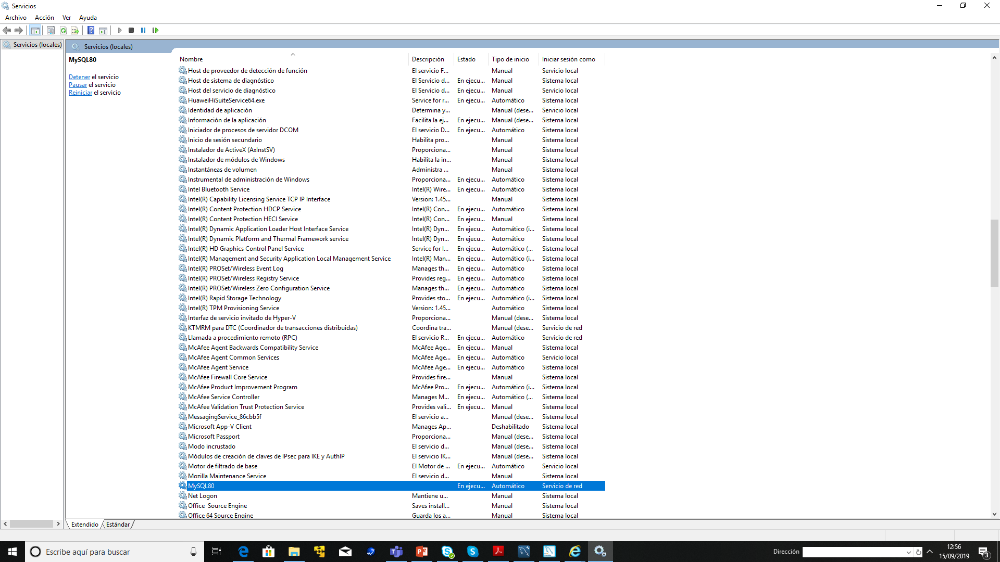 Servicios
Archivo Acción Ver Ayuda
Servicios (locales)
Servicios (locales)
MySQL80
Detener el servicio
Pausar el servicio
Reiniciar el servicio
Nombre Descripción Estado Tipo de inicio Iniciar sesión como
Host de proveedor de detección de función El servicio F... Manual Servicio local
Host de sistema de diagnóstico El Servicio d... En ejecu... Manual Sistema local
Host del servicio de diagnóstico El Servicio d... En ejecu... Manual Servicio local
HuaweiHiSuiteService64.exe Service for r... En ejecu... Automático Sistema local
Identidad de aplicación Determina y... Manual (dese... Servicio local
Información de la aplicación Facilita la ej... En ejecu... Manual (dese... Sistema local
Iniciador de procesos de servidor DCOM El servicio D... En ejecu... Automático Sistema local
Inicio de sesión secundario Habilita pro... Manual Sistema local
Instalador de ActiveX (AxInstSV) Proporciona... Manual Sistema local
Instalador de módulos de Windows Habilita la in... Manual Sistema local
Instantáneas de volumen Administra ... Manual Sistema local
Instrumental de administración de Windows Proporciona... En ejecu... Automático Sistema local
Intel Bluetooth Service Intel(R) Wire... En ejecu... Automático Sistema local
Intel(R) Capability Licensing Service TCP IP Interface Version: 1.45... Manual Sistema local
Intel(R) Content Protection HDCP Service Intel(R) Con... En ejecu... Automático Sistema local
Intel(R) Content Protection HECI Service Intel(R) Con... En ejecu... Manual Sistema local
Intel(R) Dynamic Application Loader Host Interface Service Intel(R) Dyn... En ejecu... Automático (i... Sistema local
Intel(R) Dynamic Platform and Thermal Framework service Intel(R) Dyn... En ejecu... Automático Sistema local
Intel(R) HD Graphics Control Panel Service Service for I... En ejecu... Automático (... Sistema local
Intel(R) Management and Security Application Local Management Service Intel(R) Man... En ejecu... Automático (i... Sistema local
Intel(R) PROSet/Wireless Event Log Manages th... En ejecu... Automático Sistema local
Intel(R) PROSet/Wireless Registry Service Provides reg... En ejecu... Automático Sistema local
Intel(R) PROSet/Wireless Zero Configuration Service Manages th... En ejecu... Automático Sistema local
Intel(R) Rapid Storage Technology Provides sto... En ejecu... Automático (i... Sistema local
Intel(R) TPM Provisioning Service Version: 1.45... Automático Sistema local
Interfaz de servicio invitado de Hyper-V Proporciona... Manual (dese... Sistema local
KTMRM para DTC (Coordinador de transacciones distribuidas) Coordina tra... Manual (dese... Servicio de red
Llamada a procedimiento remoto (RPC) El servicio R... En ejecu... Automático Servicio de red
McAfee Agent Backwards Compatibility Service McAfee Age... En ejecu... Manual Sistema local
McAfee Agent Common Services McAfee Age... En ejecu... Automático Servicio local
McAfee Agent Service McAfee Age... En ejecu... Automático Sistema local
McAfee Firewall Core Service Provides fire... Manual Sistema local
McAfee Product Improvement Program McAfee Pro... En ejecu... Automático (i... Sistema local
McAfee Service Controller Manages M... En ejecu... Automático (... Sistema local
McAfee Validation Trust Protection Service Provides vali... En ejecu... Manual Sistema local
MessagingService_86cbb5f El servicio a... Manual (dese... Sistema local
Microsoft App-V Client Manages Ap... Deshabilitado Sistema local
Microsoft Passport Proporciona... Manual (dese... Sistema local
Modo incrustado El servicio d... Manual (dese... Sistema local
Módulos de creación de claves de IPsec para IKE y AuthIP El servicio IK... Manual (dese... Sistema local
Motor de filtrado de base El Motor de ... En ejecu... Automático Servicio local
Mozilla Maintenance Service El servicio d... Manual Sistema local
MySQL80 En ejecu... Automático Servicio de red
Net Logon Mantiene u... Manual Sistema local
Office Source Engine Saves install... Manual Sistema local
Office 64 Source Engine Guarda los a... Manual Sistema local
Extendido Estándar
Escribe aquí para buscar
Dirección
12:56
15/09/2019
3